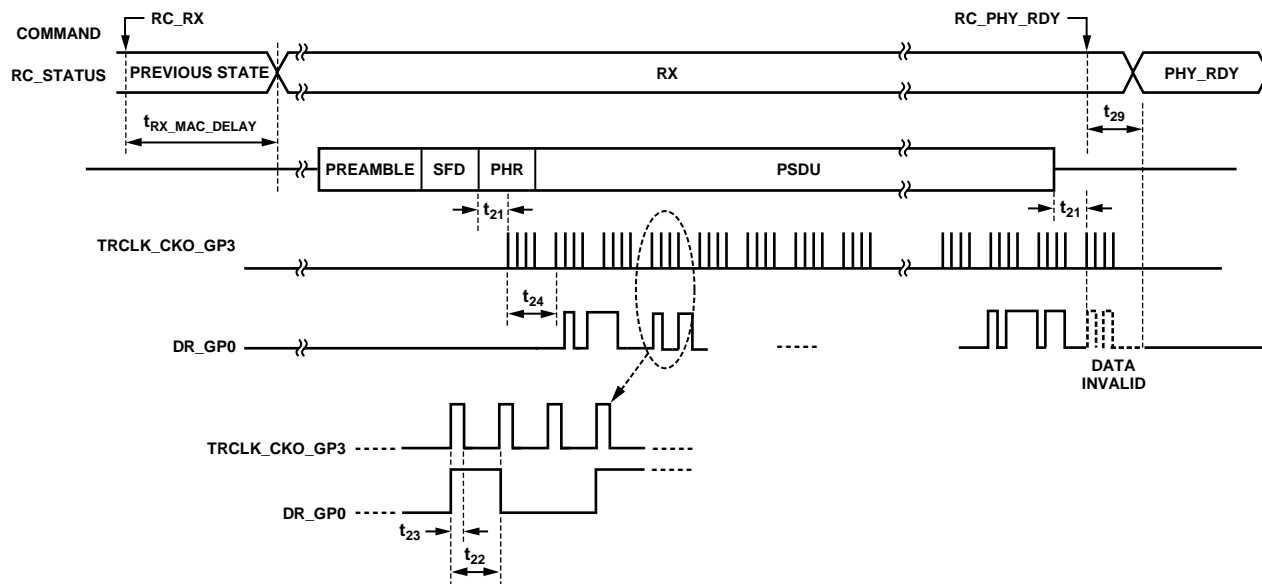 RC_RX
RC_PHY_RDY
COMMAND
RC_STATUS
PREVIOUS STATE
RX
PHY_RDY
tRX_MAC_DELAY
t29
PREAMBLE
SFD
PHR
PSDU
t21
t21
TRCLK_CKO_GP3
t24
DR_GP0
DATA
INVALID
TRCLK_CKO_GP3
DR_GP0
t23
t22